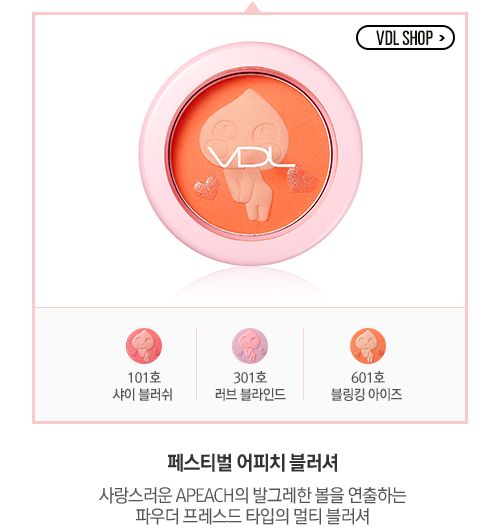 VDL SHOP >
VDL
101호
샤이 블러쉬
301호
러브 블라인드
601호
블링킹 아이즈
페스티벌 어피치 블러셔
사랑스러운 APEACH의 발그레한 볼을 연출하는
파우더 프레스드 타입의 멀티 블러셔